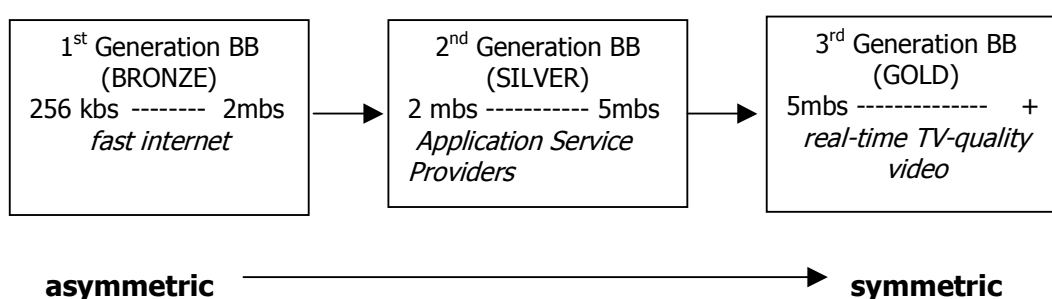 1st Generation BB
(BRONZE)
256 kbs -------- 2mbs
fast internet
2nd Generation BB
(SILVER)
2 mbs ----------- 5mbs
Application Service
Providers
3rd Generation BB
(GOLD)
5mbs -------------- +
real-time TV-quality
video
asymmetric symmetric